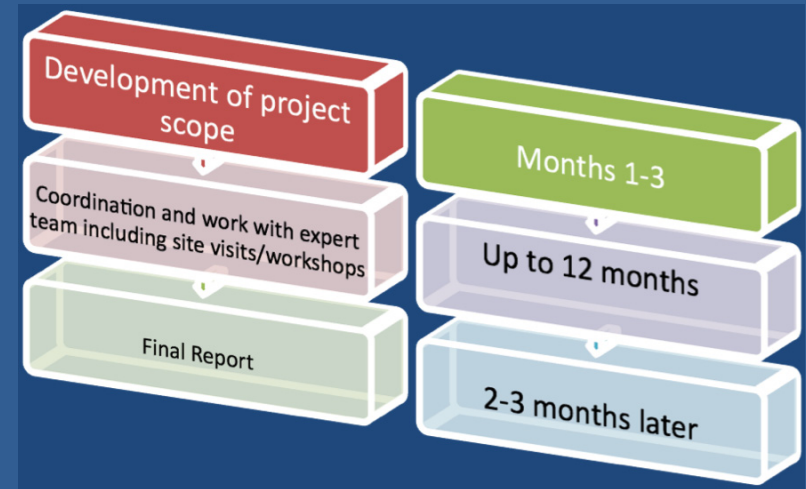 Development of project
scope
Coordination and work with expert
team including site visits/workshops
Final Report
Months 1-3
Up to 12 months
2-3 months later